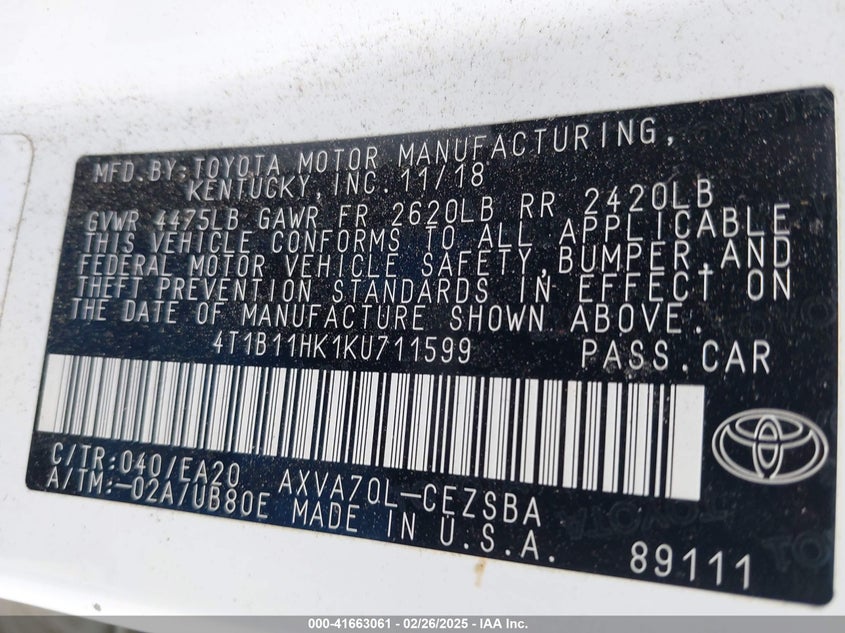 MFD.BY:TOYOTA MOTOR MANUFACTURING,
KENTUCKY,INC.11/18
GVWR 4475LB GAWR FR 2620LB RR 2420LB
THIS VEHICLE CONFORMS TO ALL APPLICABLE
FEDERAL MOTOR VEHICLE SAFETY,BUMPER,AND
THEFT PREVENTION STANDARDS IN EFFECT ON
THE DATE OF MANUFACTURE SHOWN ABOVE.
4T1B11HK1KU711599 PASS.CAR
C/TR:040/EA20 AXVA70L-CEZSBA
A/TM:-02A/UB80E MADE IN U.S.A.
89111
000-41663061 - 02/26/2025 - IAA Inc.